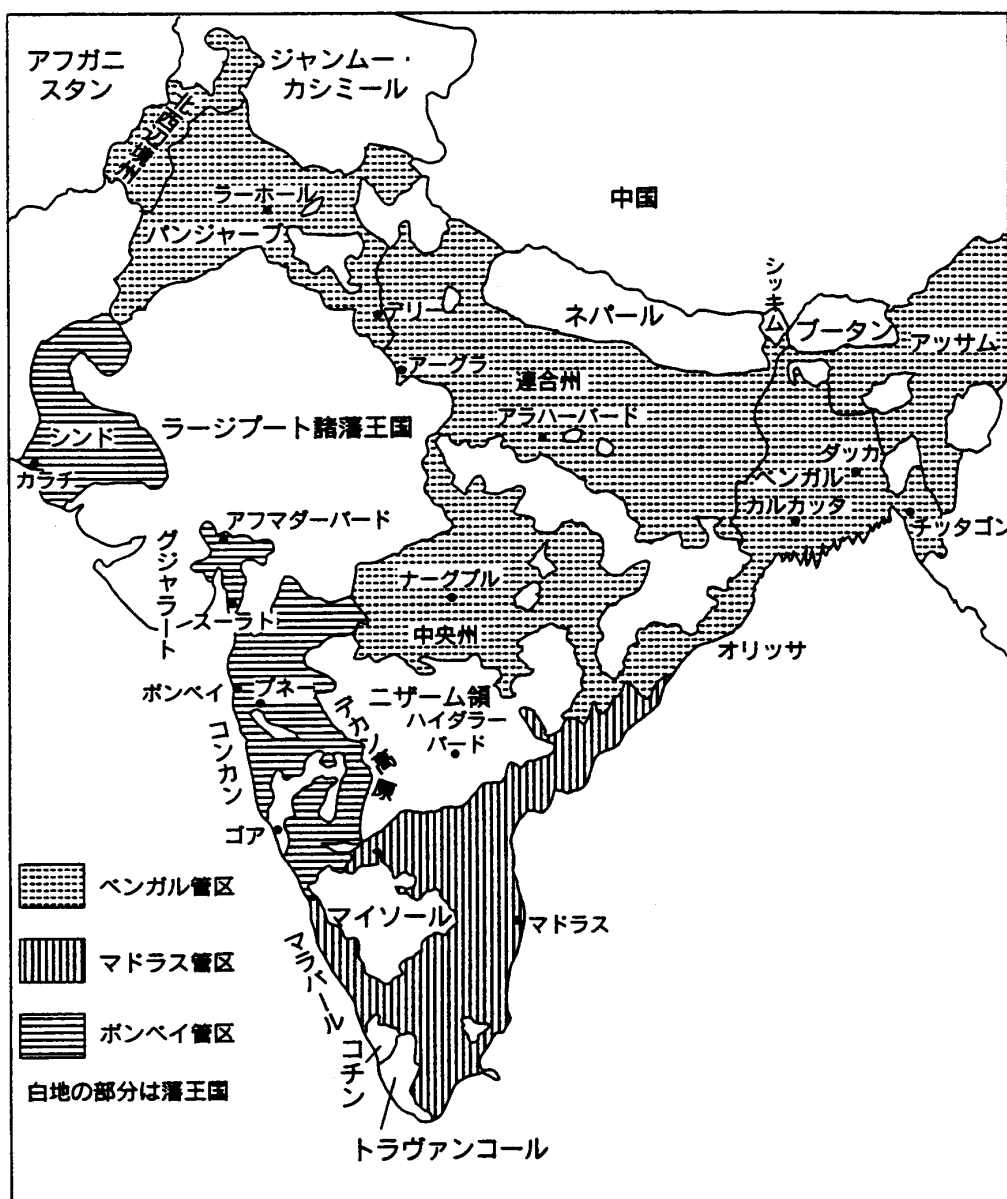 アフガニ
スタン
ジャンムー・
カシミール
北西辺境州
ラーホール
パンジャーブ
中国
デリー
ネパール
シッキム
ブータン
アッサム
アーグラ
連合州
アラハーバード
ラージプート諸藩王国
シンド
カラチ
ダッカ
ベンガル
カルカッタ
チッタゴン
アフマダーバード
グジャラート
スーラト
ナーグプル
中央州
オリッサ
ボンベイ
プネー
ニザーム領
ハイダラー
バード
デカン高原
コンカン
ゴア
ベンガル管区
マイソール
マドラス
マドラス管区
マラバール
ボンベイ管区
コチン
白地の部分は藩王国
トラヴァンコール